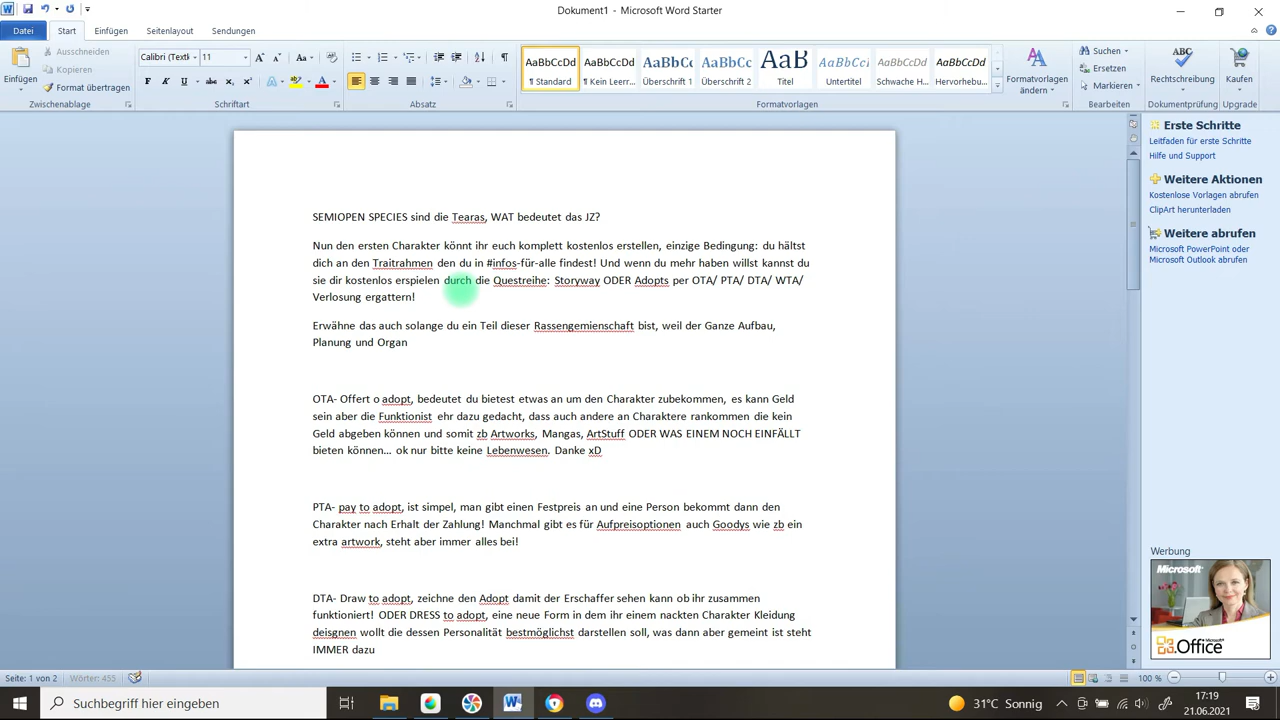 Dokument1 - Microsoft Word Starter
Datei Start Einfügen Seitenlayout Sendungen
Einfügen
Ausschneiden
Kopieren
Format übertragen
Zwischenablage
Calibri (Textk 11
Schriftart
Absatz
AaBbCcDd AaBbCcDd AaBbCc AaBbCc AaB AaBbCcI AaBbCcDd AaBbCcDd
¶ Standard ¶ Kein Leerr... Überschrift 1 Überschrift 2 Titel Untertitel Schwache H... Hervorhebu...
Formatvorlagen
Formatvorlagen ändern
Suchen
Ersetzen
Markieren
Bearbeiten
ABC
Rechtschreibung
Dokumentprüfung
Kaufen
Upgrade
SEMIOPEN SPECIES sind die Tearas, WAT bedeutet das JZ?
Nun den ersten Charakter könnt ihr euch komplett kostenlos erstellen, einzige Bedingung: du hältst
dich an den Traitrahmen den du in #infos-für-alle findest! Und wenn du mehr haben willst kannst du
sie dir kostenlos erspielen durch die Questreihe: Storyway ODER Adopts per OTA/ PTA/ DTA/ WTA/
Verlosung ergattern!
Erwähne das auch solange du ein Teil dieser Rassengemienschaft bist, weil der Ganze Aufbau,
Planung und Organ
OTA- Offert o adopt, bedeutet du bietest etwas an um den Charakter zubekommen, es kann Geld
sein aber die Funktionist ehr dazu gedacht, dass auch andere an Charaktere rankommen die kein
Geld abgeben können und somit zb Artworks, Mangas, ArtStuff ODER WAS EINEM NOCH EINFÄLLT
bieten können... ok nur bitte keine Lebenwesen. Danke xD
PTA- pay to adopt, ist simpel, man gibt einen Festpreis an und eine Person bekommt dann den
Charakter nach Erhalt der Zahlung! Manchmal gibt es für Aufpreisoptionen auch Goodys wie zb ein
extra artwork, steht aber immer alles bei!
DTA- Draw to adopt, zeichne den Adopt damit der Erschaffer sehen kann ob ihr zusammen
funktioniert! ODER DRESS to adopt, eine neue Form in dem ihr einem nackten Charakter Kleidung
deisgnen wollt die dessen Personalität bestmöglichst darstellen soll, was dann aber gemeint ist steht
IMMER dazu
Erste Schritte
Leitfaden für erste Schritte
Hilfe und Support
Weitere Aktionen
Kostenlose Vorlagen abrufen
ClipArt herunterladen
Weitere abrufen
Microsoft PowerPoint oder
Microsoft Outlook abrufen
Werbung
Microsoft
Office
Seite: 1 von 2 Wörter: 455
100 %
Suchbegriff hier eingeben
31°C Sonnig
17:19
21.06.2021